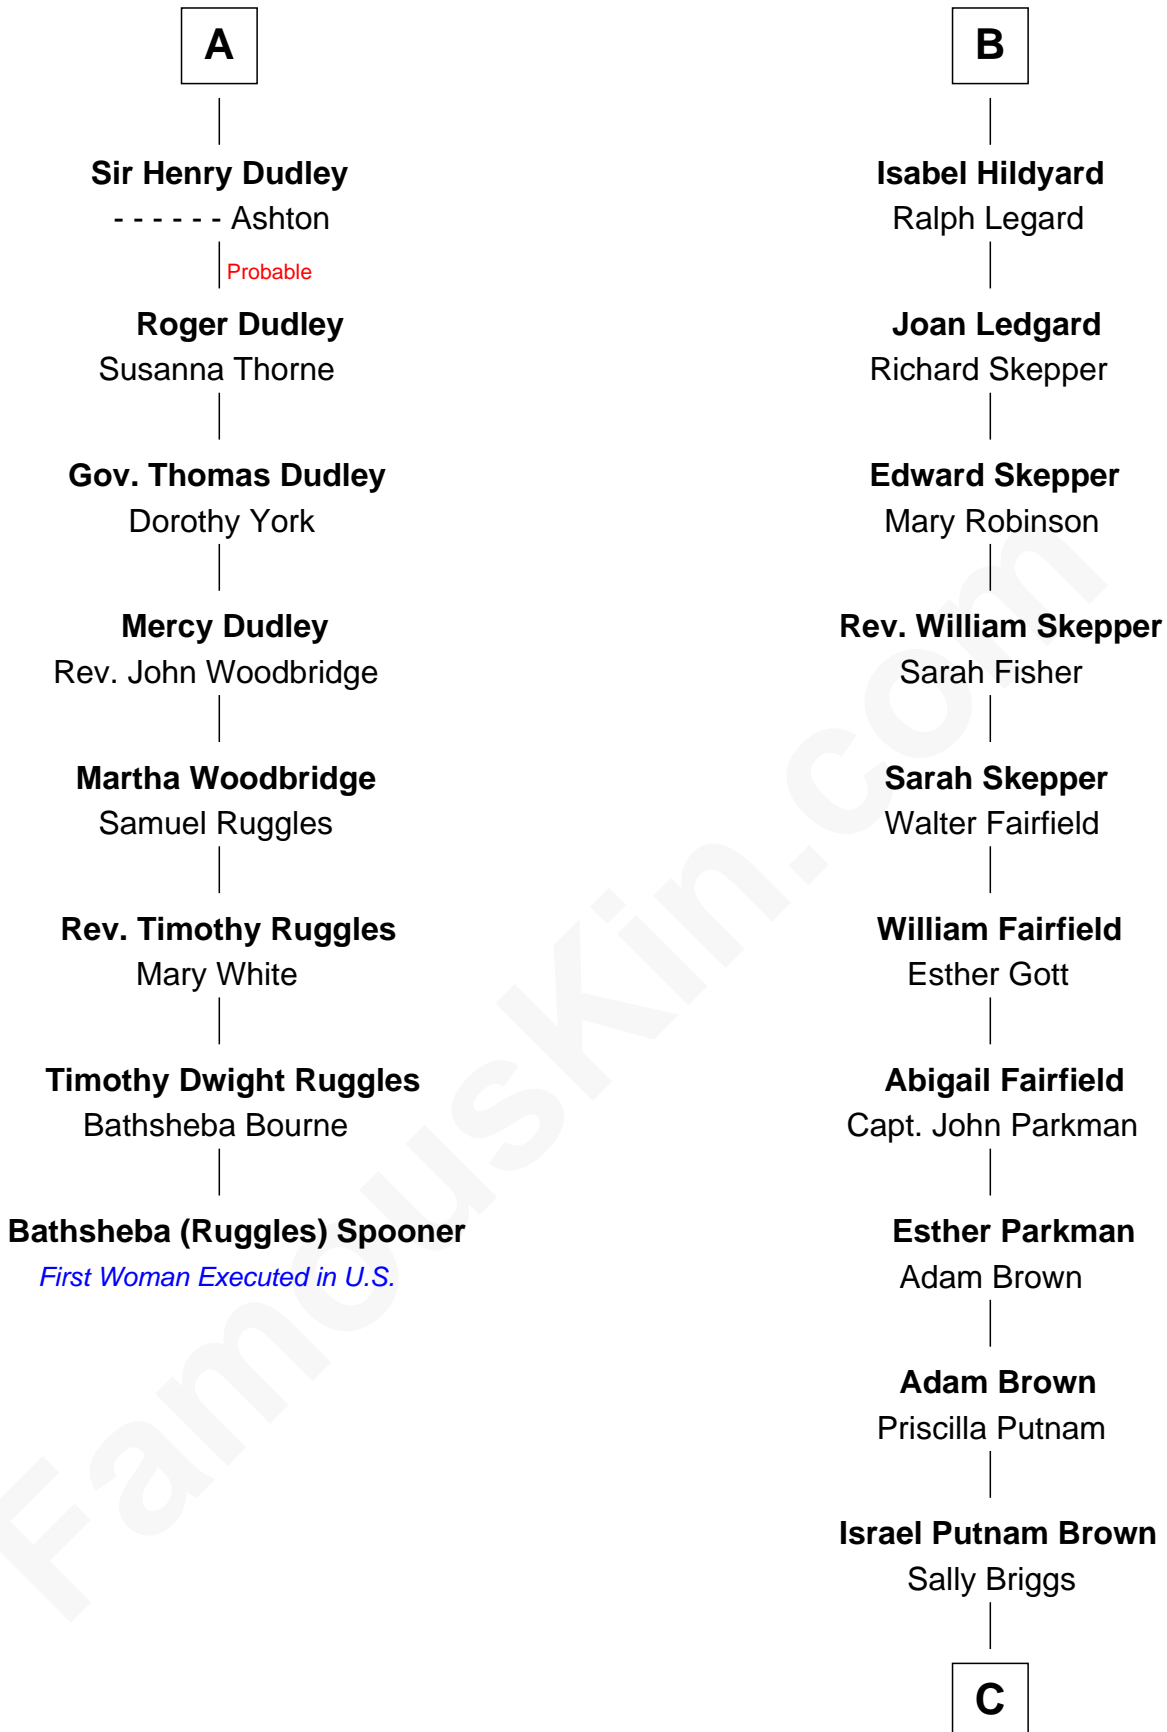 A
Sir Henry Dudley
- - - - - - Ashton
Probable
Roger Dudley
Susanna Thorne
Gov. Thomas Dudley
Dorothy York
Mercy Dudley
Rev. John Woodbridge
Martha Woodbridge
Samuel Ruggles
Rev. Timothy Ruggles
Mary White
Timothy Dwight Ruggles
Bathsheba Bourne
Bathsheba (Ruggles) Spooner
First Woman Executed in U.S.
B
Isabel Hildyard
Ralph Legard
Joan Ledgard
Richard Skepper
Edward Skepper
Mary Robinson
Rev. William Skepper
Sarah Fisher
Sarah Skepper
Walter Fairfield
William Fairfield
Esther Gott
Abigail Fairfield
Capt. John Parkman
Esther Parkman
Adam Brown
Adam Brown
Priscilla Putnam
Israel Putnam Brown
Sally Briggs
C
FamousKin.com